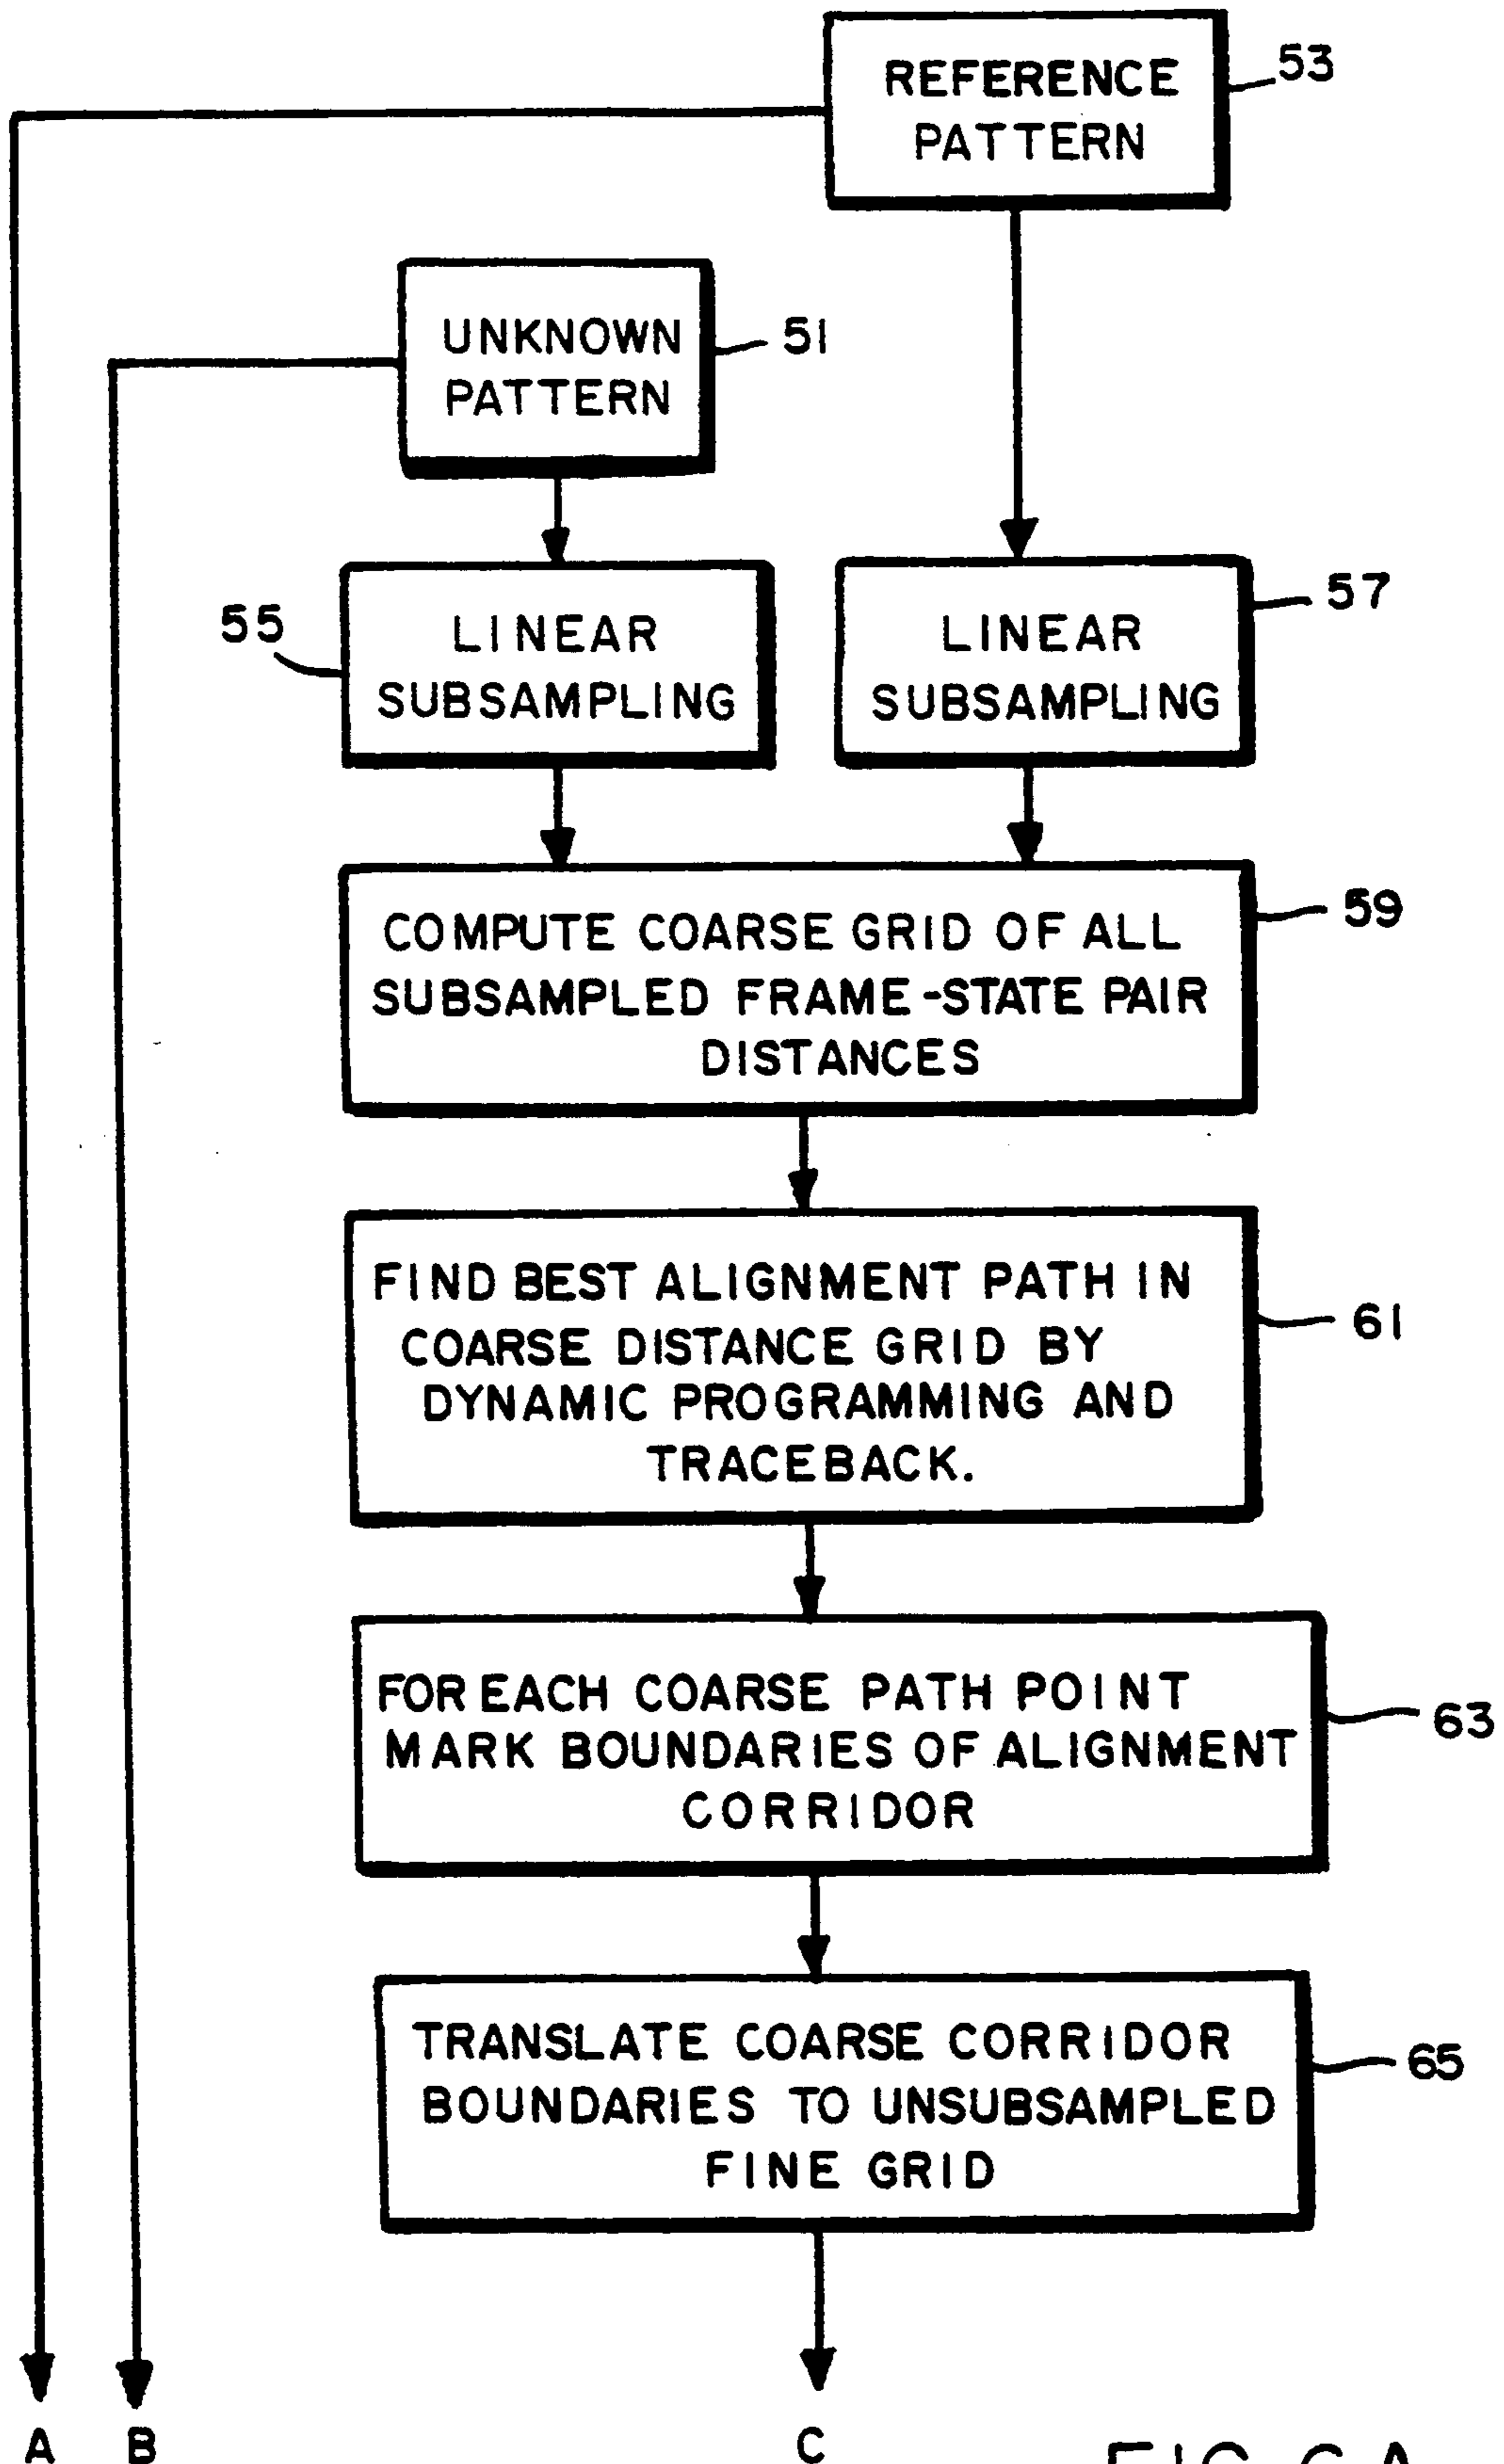 REFERENCE
PATTERN
53
UNKNOWN
PATTERN
51
55
LINEAR
SUBSAMPLING
LINEAR
SUBSAMPLING
57
COMPUTE COARSE GRID OF ALL
SUBSAMPLED FRAME-STATE PAIR
DISTANCES
59
FIND BEST ALIGNMENT PATH IN
COARSE DISTANCE GRID BY
DYNAMIC PROGRAMMING AND
TRACEBACK.
61
FOR EACH COARSE PATH POINT
MARK BOUNDARIES OF ALIGNMENT
CORRIDOR
63
TRANSLATE COARSE CORRIDOR
BOUNDARIES TO UNSUBSAMPLED
FINE GRID
65
A B C